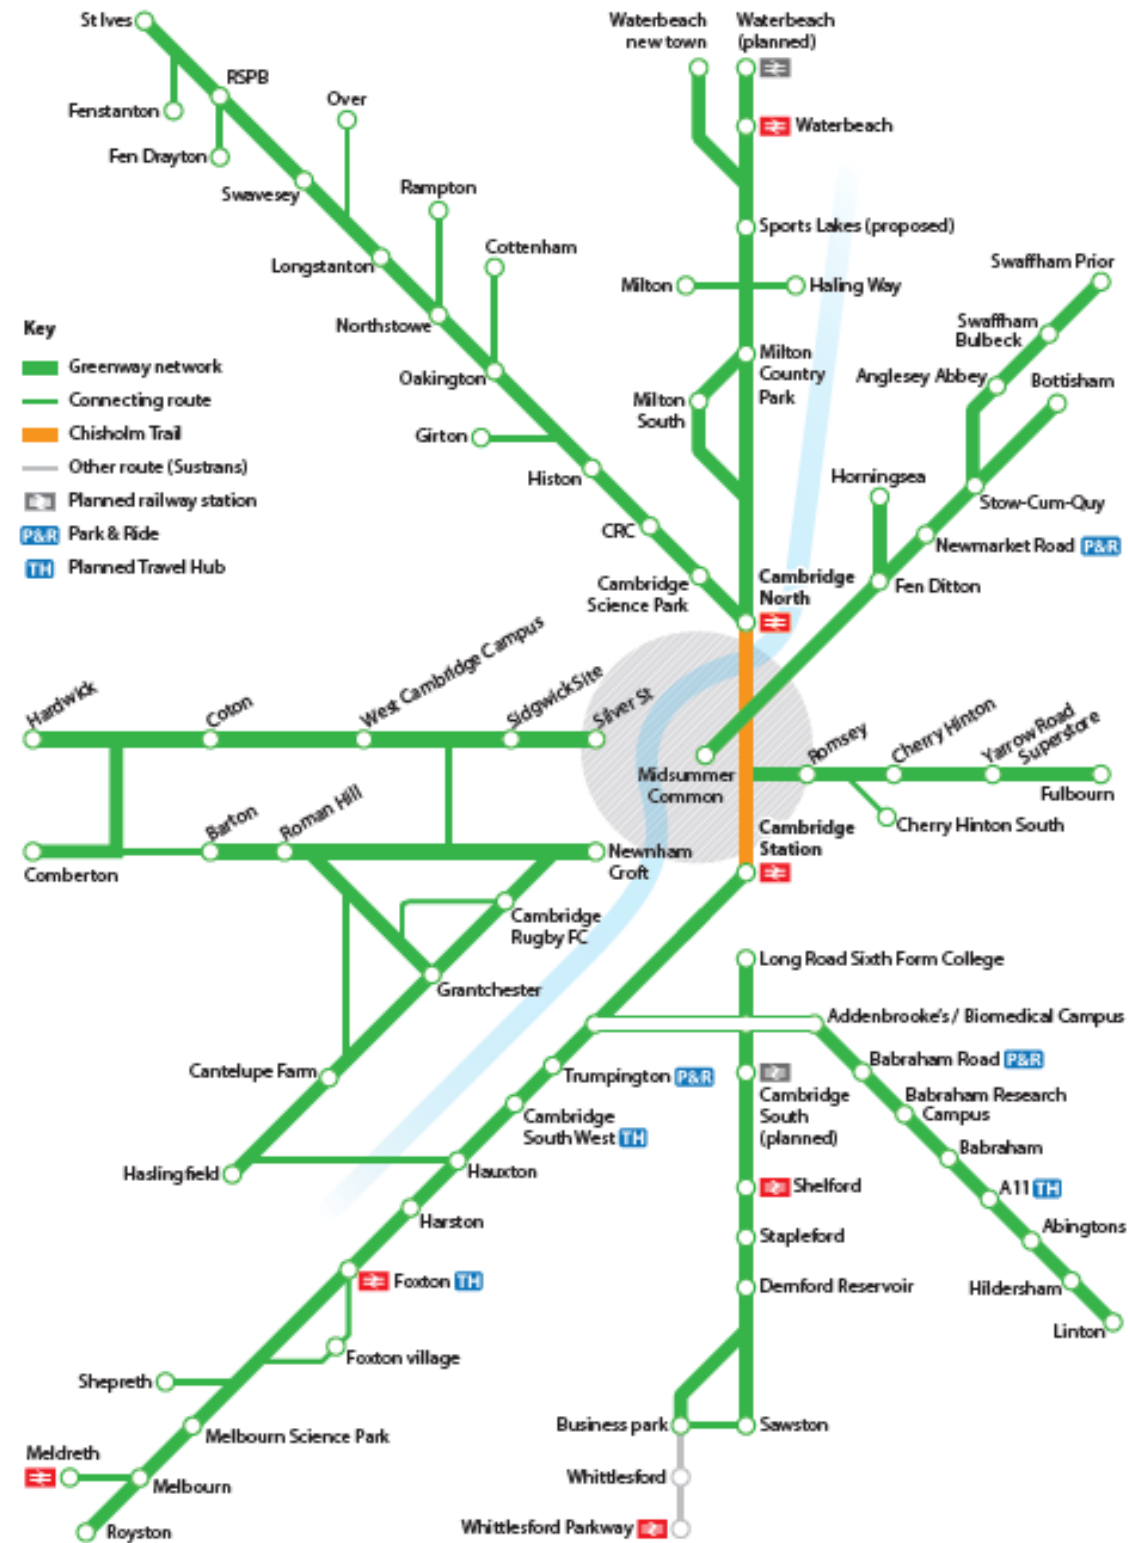 St Ives
Waterbeach
new town
Waterbeach
(planned)
RSPB
Fenstanton
Over
Waterbeach
Fen Drayton
Swavesey
Rampton
Sports Lakes (proposed)
Cottenham
Longstanton
Swaffham Prior
Milton
Haling Way
Northstowe
Swaffham
Bulbeck
Key
Greenway network
Connecting route
Chisholm Trail
Other route (Sustrans)
Planned railway station
P&R Park & Ride
TH Planned Travel Hub
Oakington
Milton
Country
Park
Anglesey Abbey
Bottisham
Milton
South
Girton
Histon
Horningsea
Stow-Cum-Quy
CRC
Newmarket Road P&R
Cambridge
Science Park
Cambridge
North
Fen Ditton
Hardwick
Coton
West Cambridge Campus
Sidgwick Site
Silver St
Midsummer
Common
Romsey
Cherry Hinton
Yarrow Road
Superstore
Fulbourn
Cherry Hinton South
Barton
Roman Hill
Cambridge
Station
Comberton
Newnham
Croft
Cambridge
Rugby FC
Grantchester
Long Road Sixth Form College
Addenbrooke's / Biomedical Campus
Cantelupe Farm
Trumpington P&R
Babraham Road P&R
Cambridge
South West TH
Cambridge
South
(planned)
Babraham Research
Campus
Babraham
Haslingfield
Hauxton
Shelford
A11 TH
Harston
Stapleford
Abingtons
Foxton TH
Dernford Reservoir
Hildersham
Linton
Foxton village
Shepreth
Melbourn Science Park
Business park
Sawston
Meldreth
Melbourn
Whittlesford
Royston
Whittlesford Parkway